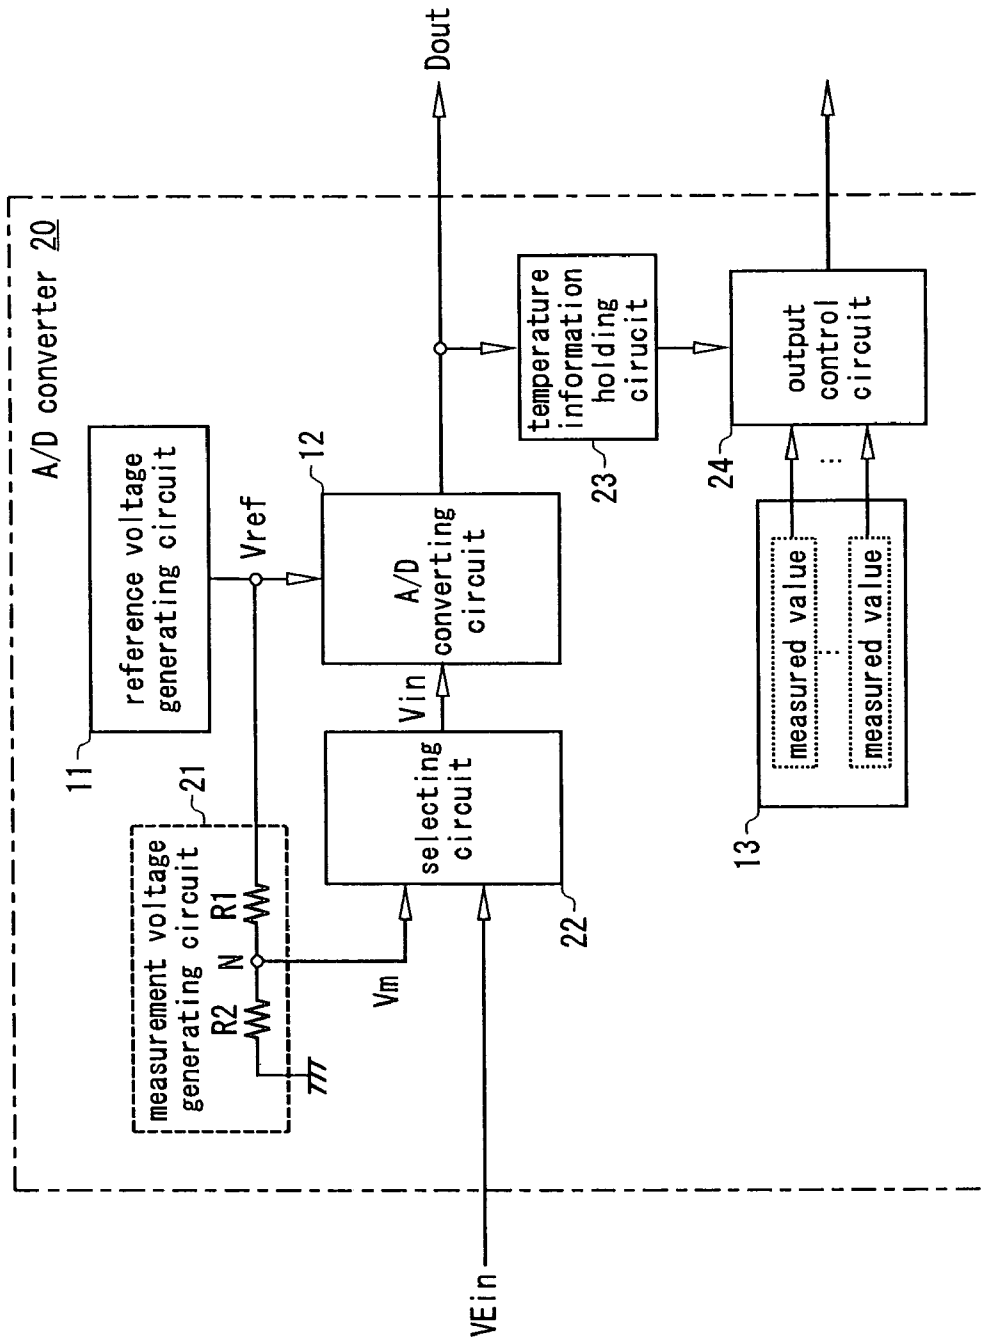 A/D converter 20
11
reference voltage
generating circuit
21
measurement voltage
generating circuit
R2
N
R1
Vref
12
A/D
converting
circuit
Vin
selecting
circuit
22
Vm
VEin
Dout
temperature
information
holding
cirucit
23
24
output
control
circuit
13
measured value
...
measured value
...